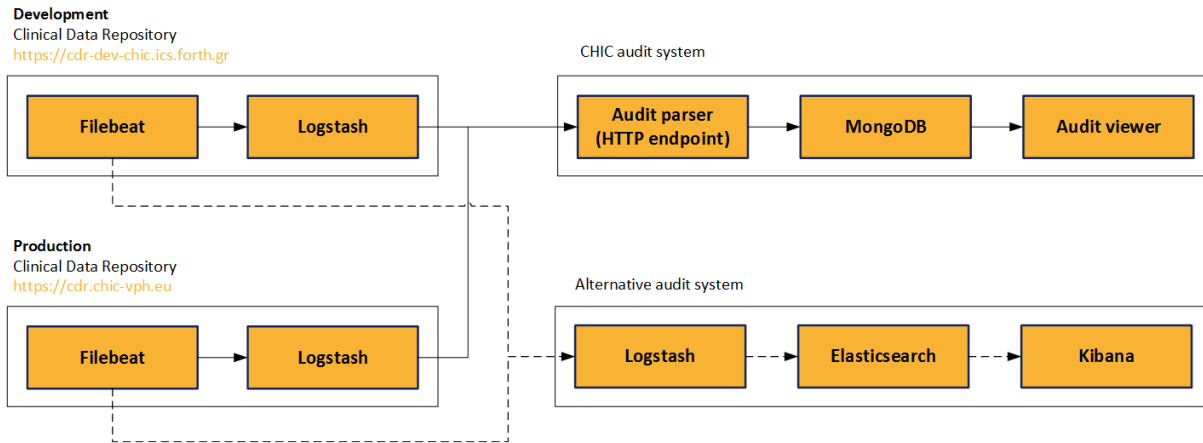 Development
Clinical Data Repository
https://cdr-dev-chic.ics.forth.gr
CHIC audit system
Filebeat
Logstash
Audit parser
(HTTP endpoint)
MongoDB
Audit viewer
Production
Clinical Data Repository
https://cdr.chic-vph.eu
Alternative audit system
Filebeat
Logstash
Logstash
Elasticsearch
Kibana